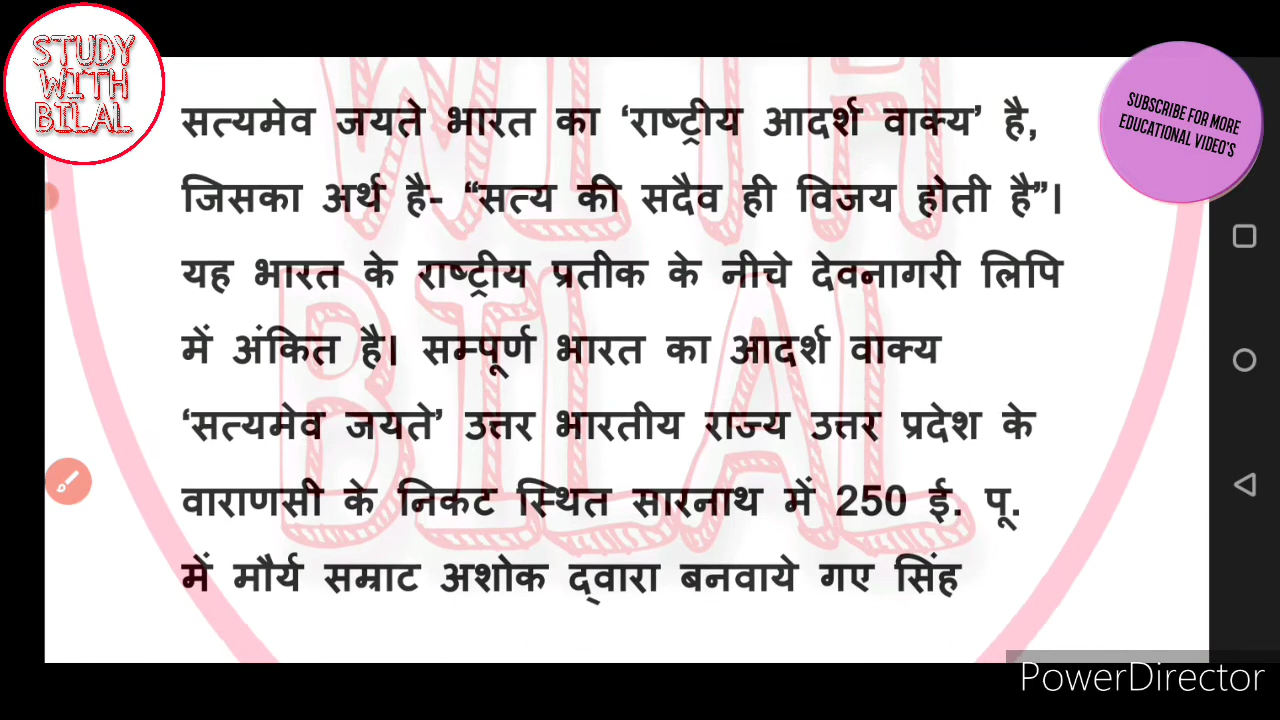 STUDY
WITH
BILAL
SUBSCRIBE FOR MORE
EDUCATIONAL VIDEO'S
WITH
BILAL
सत्यमेव जयते भारत का ‘राष्ट्रीय आदर्श वाक्य’ है,
जिसका अर्थ है- “सत्य की सदैव ही विजय होती है”।
यह भारत के राष्ट्रीय प्रतीक के नीचे देवनागरी लिपि
में अंकित है। सम्पूर्ण भारत का आदर्श वाक्य
‘सत्यमेव जयते’ उत्तर भारतीय राज्य उत्तर प्रदेश के
वाराणसी के निकट स्थित सारनाथ में 250 ई. पू.
में मौर्य सम्राट अशोक द्वारा बनवाये गए सिंह
PowerDirector